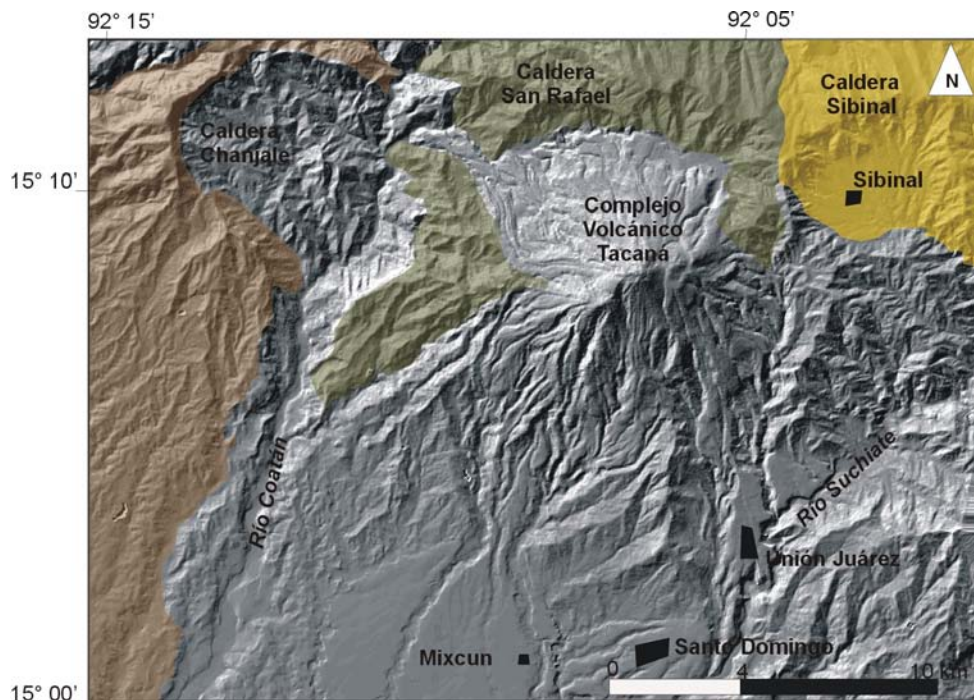 92° 15'
92° 05'
N
Caldera
San Rafael
Caldera
Sibinal
Caldera
Chanjale
15° 10'
Sibinal
Complejo
Volcánico
Tacaná
Río Coatán
Río Suchiate
Unión Juárez
Mixcun
Santo Domingo
0 4 10 km
15° 00'